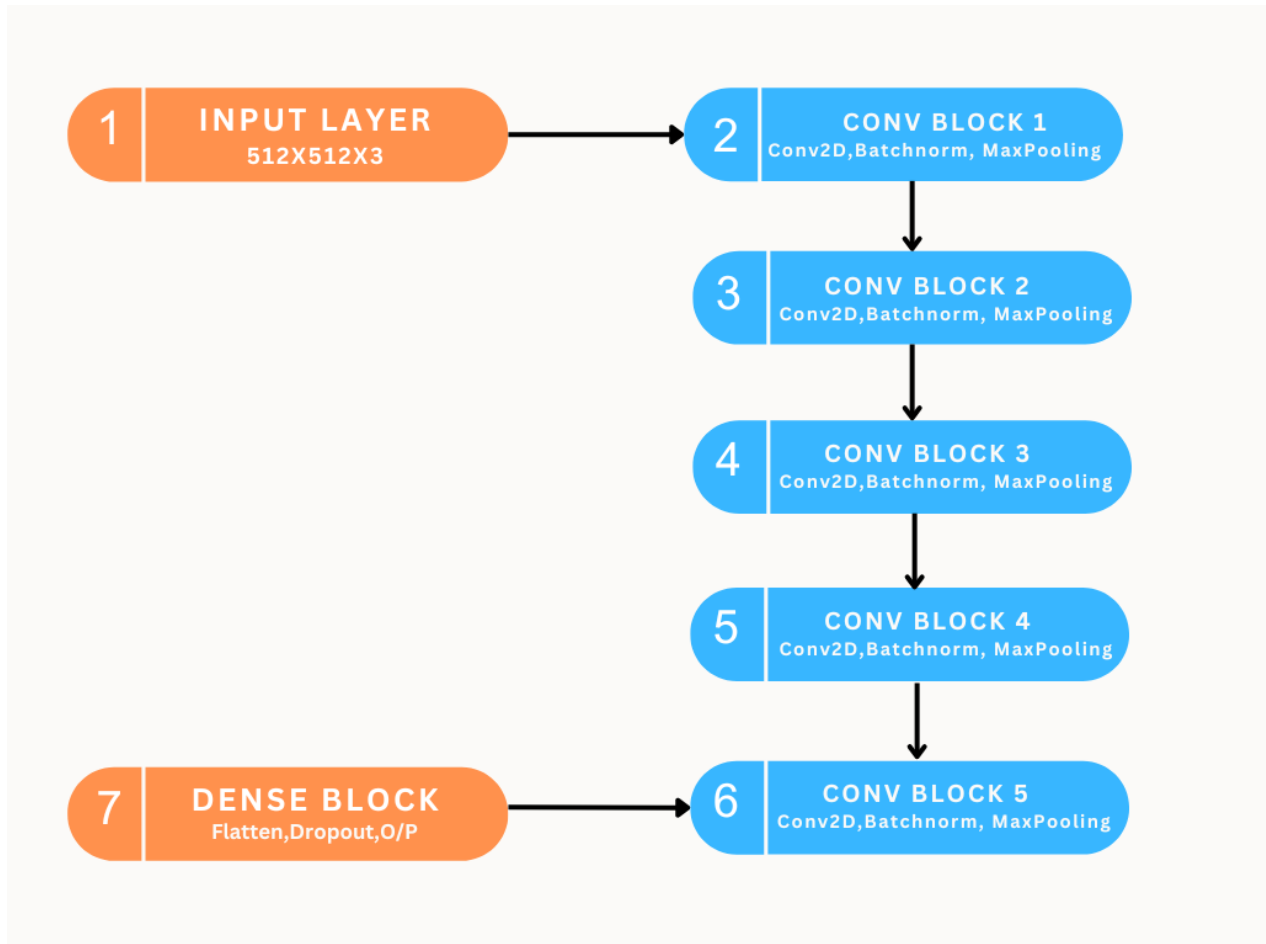 1
INPUT LAYER
512X512X3
2
CONV BLOCK 1
Conv2D,Batchnorm, MaxPooling
3
CONV BLOCK 2
Conv2D,Batchnorm, MaxPooling
4
CONV BLOCK 3
Conv2D,Batchnorm, MaxPooling
5
CONV BLOCK 4
Conv2D,Batchnorm, MaxPooling
6
CONV BLOCK 5
Conv2D,Batchnorm, MaxPooling
7
DENSE BLOCK
Flatten,Dropout,O/P